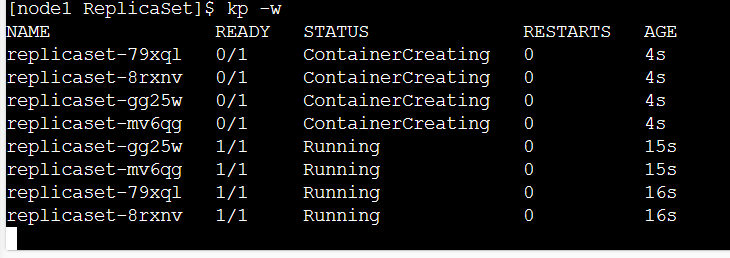 [node1 ReplicaSet]$ kp -w
NAME READY STATUS RESTARTS AGE
replicaset-79xql 0/1 ContainerCreating 0 4s
replicaset-8rxnv 0/1 ContainerCreating 0 4s
replicaset-gg25w 0/1 ContainerCreating 0 4s
replicaset-mv6qg 0/1 ContainerCreating 0 4s
replicaset-gg25w 1/1 Running 0 15s
replicaset-mv6qg 1/1 Running 0 15s
replicaset-79xql 1/1 Running 0 16s
replicaset-8rxnv 1/1 Running 0 16s